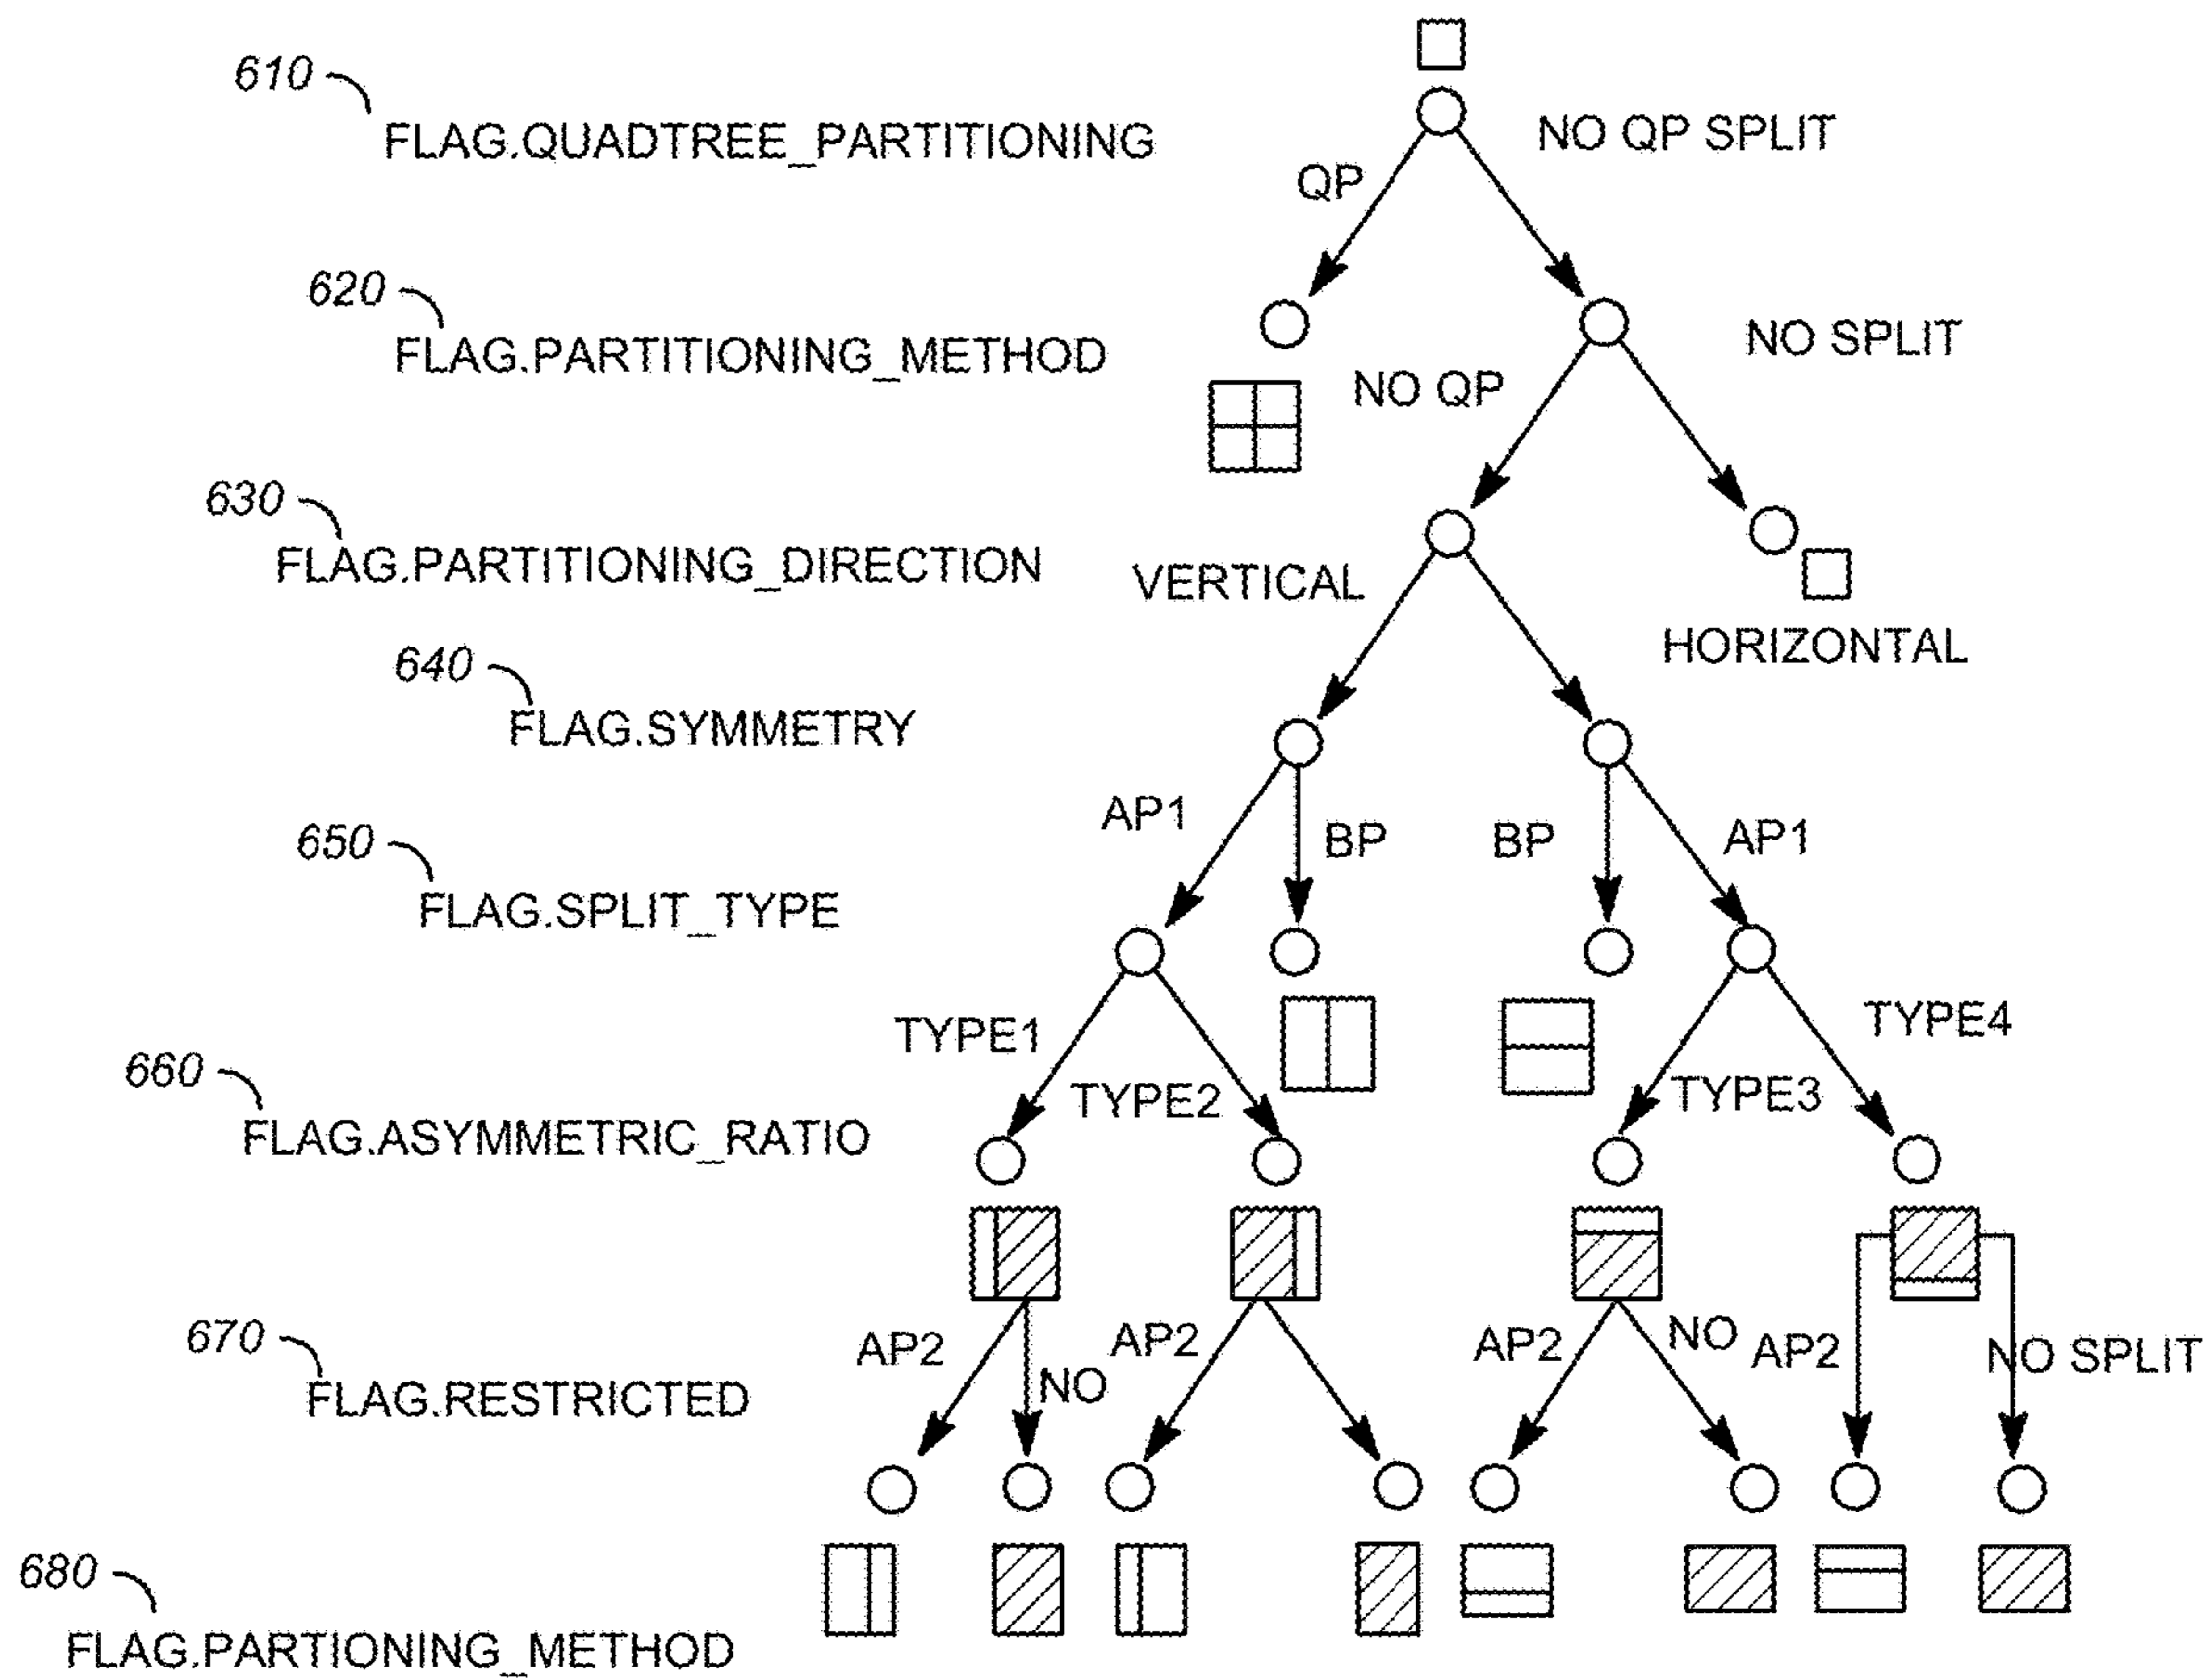 610
FLAG.QUADTREE_PARTITIONING
NO QP SPLIT
QP
620
FLAG.PARTITIONING_METHOD
NO SPLIT
NO QP
630
FLAG.PARTITIONING_DIRECTION
VERTICAL
HORIZONTAL
640
FLAG.SYMMETRY
AP1
BP
BP
AP1
650
FLAG.SPLIT_TYPE
TYPE1
TYPE2
TYPE3
TYPE4
660
FLAG.ASYMMETRIC_RATIO
670
FLAG.RESTRICTED
AP2
NO
AP2
AP2
NO
AP2
NO SPLIT
680
FLAG.PARTIONING_METHOD